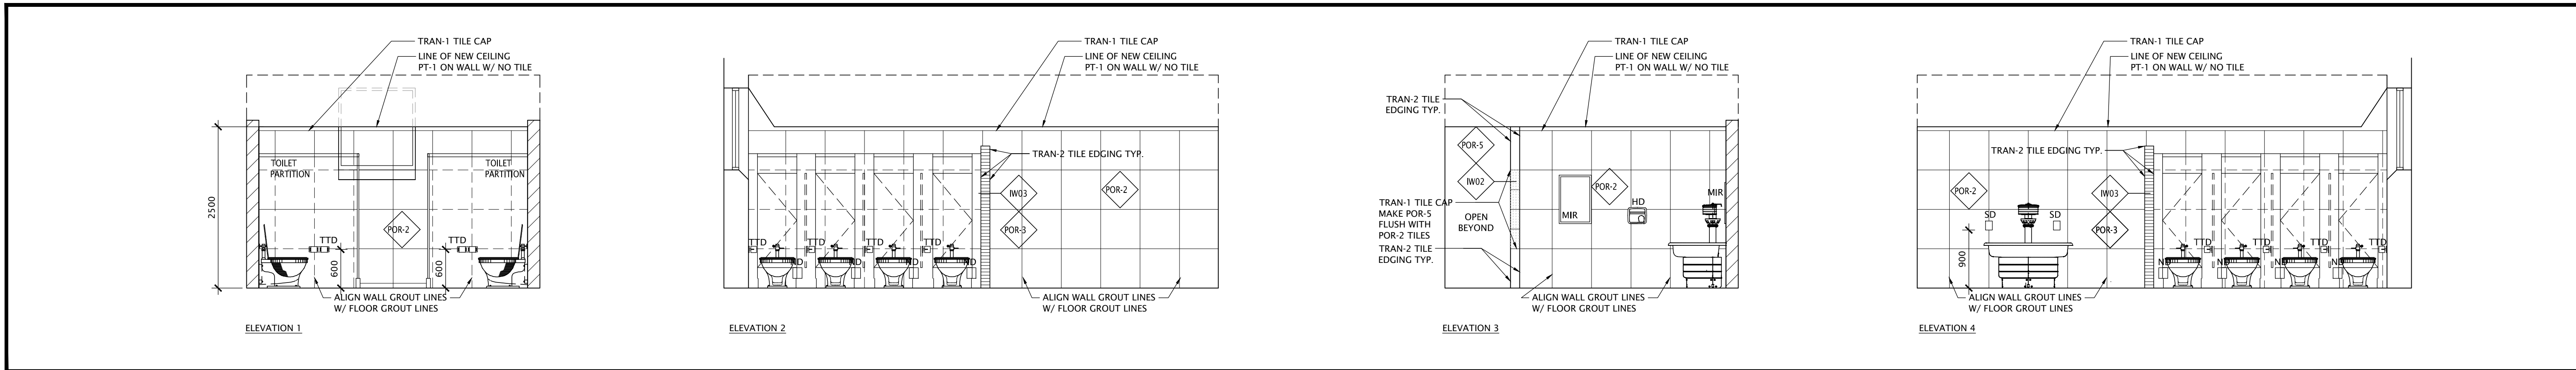 TRAN-1 TILE CAP
LINE OF NEW CEILING
PT-1 ON WALL W/ NO TILE
2500
TOILET
PARTITION
TOILET
PARTITION
POR-2
TTD
TTD
600
600
ALIGN WALL GROUT LINES
W/ FLOOR GROUT LINES
ELEVATION 1
TRAN-1 TILE CAP
LINE OF NEW CEILING
PT-1 ON WALL W/ NO TILE
TRAN-2 TILE EDGING TYP.
IW03
POR-2
POR-3
TTD
TTD
TTD
TTD
ND
ND
ND
ND
ALIGN WALL GROUT LINES
W/ FLOOR GROUT LINES
ELEVATION 2
TRAN-1 TILE CAP
LINE OF NEW CEILING
PT-1 ON WALL W/ NO TILE
TRAN-2 TILE
EDGING TYP.
POR-5
IW02
POR-2
MIR
HD
MIR
TRAN-1 TILE CAP
MAKE POR-5
FLUSH WITH
POR-2 TILES
OPEN
BEYOND
TRAN-2 TILE
EDGING TYP.
ALIGN WALL GROUT LINES
W/ FLOOR GROUT LINES
ELEVATION 3
TRAN-1 TILE CAP
LINE OF NEW CEILING
PT-1 ON WALL W/ NO TILE
TRAN-2 TILE EDGING TYP.
POR-2
IW03
POR-3
SD
SD
900
TTD
TTD
TTD
TTD
ND
ND
ND
ND
ALIGN WALL GROUT LINES
W/ FLOOR GROUT LINES
ELEVATION 4